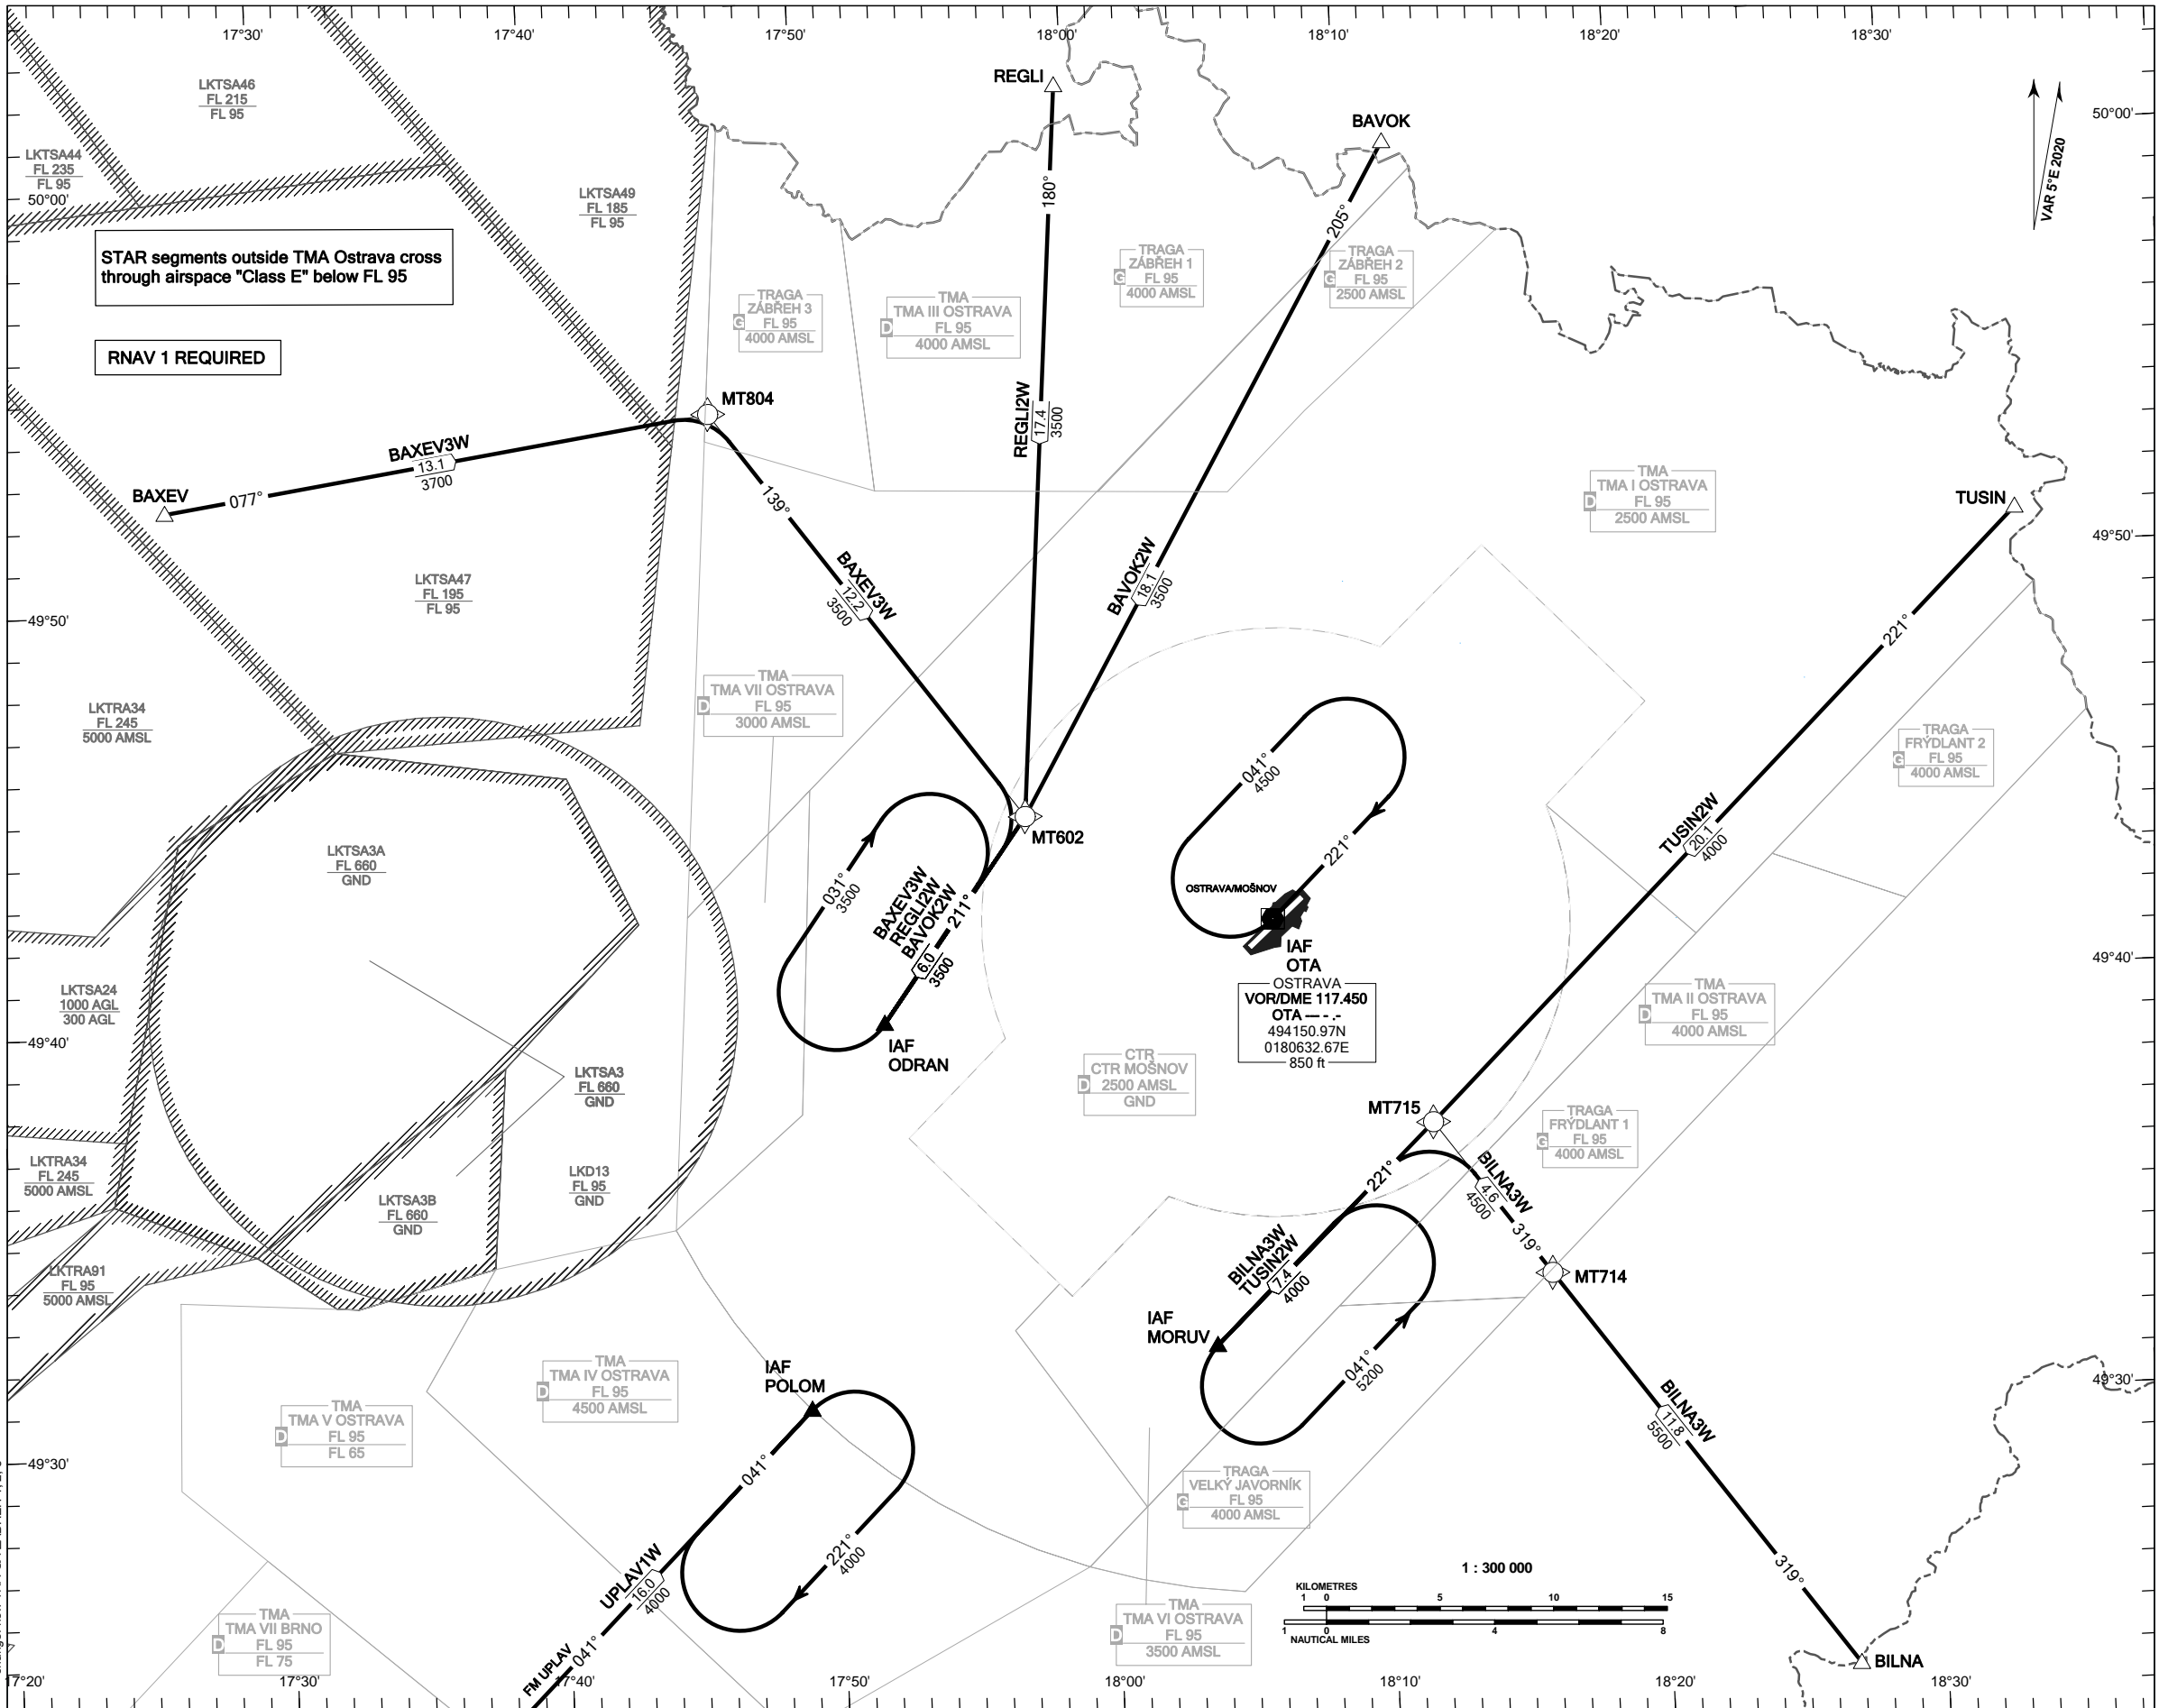 17°30'
17°40'
17°50'
18°00'
18°10'
18°20'
18°30'
REGLI
BAVOK
50°00'
VAR 5°E 2020
LKTSA46
FL 215
FL 95
LKTSA44
FL 235
FL 95
50°00'
LKTSA49
FL 185
FL 95
180°
205°
STAR segments outside TMA Ostrava cross
through airspace "Class E" below FL 95
RNAV 1 REQUIRED
TRAGA
ZÁBŘEH 3
G
FL 95
4000 AMSL
TMA
TMA III OSTRAVA
D
FL 95
4000 AMSL
TRAGA
ZÁBŘEH 1
G
FL 95
4000 AMSL
TRAGA
ZÁBŘEH 2
G
FL 95
2500 AMSL
MT804
BAXEV3W
13.1
3700
BAXEV
077°
139°
REGLI2W
17.4
3500
TMA
TMA I OSTRAVA
D
FL 95
2500 AMSL
TUSIN
49°50'
BAXEV3W
12.2
3500
BAVOK2W
18.1
3500
LKTSA47
FL 195
FL 95
49°50'
221°
LKTRA34
FL 245
5000 AMSL
TMA
TMA VII OSTRAVA
D
FL 95
3000 AMSL
TRAGA
FRÝDLANT 2
G
FL 95
4000 AMSL
041°
4500
221°
MT602
TUSIN2W
20.1
4000
LKTSA3A
FL 660
GND
031°
3500
BAXEV3W
REGLI2W
BAVOK2W
211°
6.0
3500
OSTRAVA/MOŠNOV
IAF
OTA
OSTRAVA
VOR/DME 117.450
OTA — - .-
494150.97N
0180632.67E
850 ft
49°40'
LKTSA24
1000 AGL
300 AGL
49°40'
IAF
ODRAN
TMA
TMA II OSTRAVA
D
FL 95
4000 AMSL
CTR
CTR MOŠNOV
D
2500 AMSL
GND
LKTSA3
FL 660
GND
MT715
TRAGA
FRÝDLANT 1
G
FL 95
4000 AMSL
LKTRA34
FL 245
5000 AMSL
LKTSA3B
FL 660
GND
LKD13
FL 95
GND
221°
BILNA3W
4.6
4500
319°
MT714
LKTRA91
FL 95
5000 AMSL
BILNA3W
TUSIN2W
7.4
4000
IAF
MORUV
041°
5200
49°30'
IAF
POLOM
TMA
TMA IV OSTRAVA
D
FL 95
4500 AMSL
TMA
TMA V OSTRAVA
D
FL 95
FL 65
BILNA3W
11.8
5500
49°30'
041°
221°
4000
TRAGA
VELKÝ JAVORNÍK
G
FL 95
4000 AMSL
UPLAV1W
16.0
4000
319°
1 : 300 000
KILOMETRES
1 0 5 10 15
1 0 4 8
NAUTICAL MILES
TMA
TMA VII BRNO
D
FL 95
FL 75
TMA
TMA VI OSTRAVA
D
FL 95
3500 AMSL
FM UPLAV
041°
BILNA
17°20'
17°30'
17°40'
17°50'
18°00'
18°10'
18°20'
18°30'